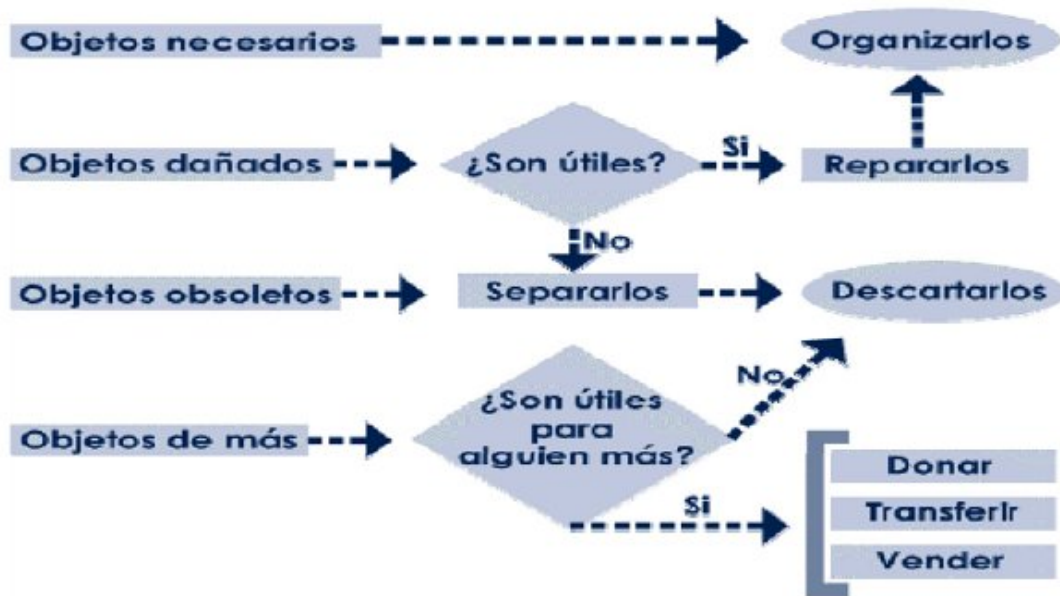 Objetos necesarios
Organizarlos
Objetos dañados
¿Son útiles?
Si
Repararlos
No
Objetos obsoletos
Separarlos
Descartarlos
Objetos de más
¿Son útiles
para
alguien más?
No
Si
Donar
Transferir
Vender